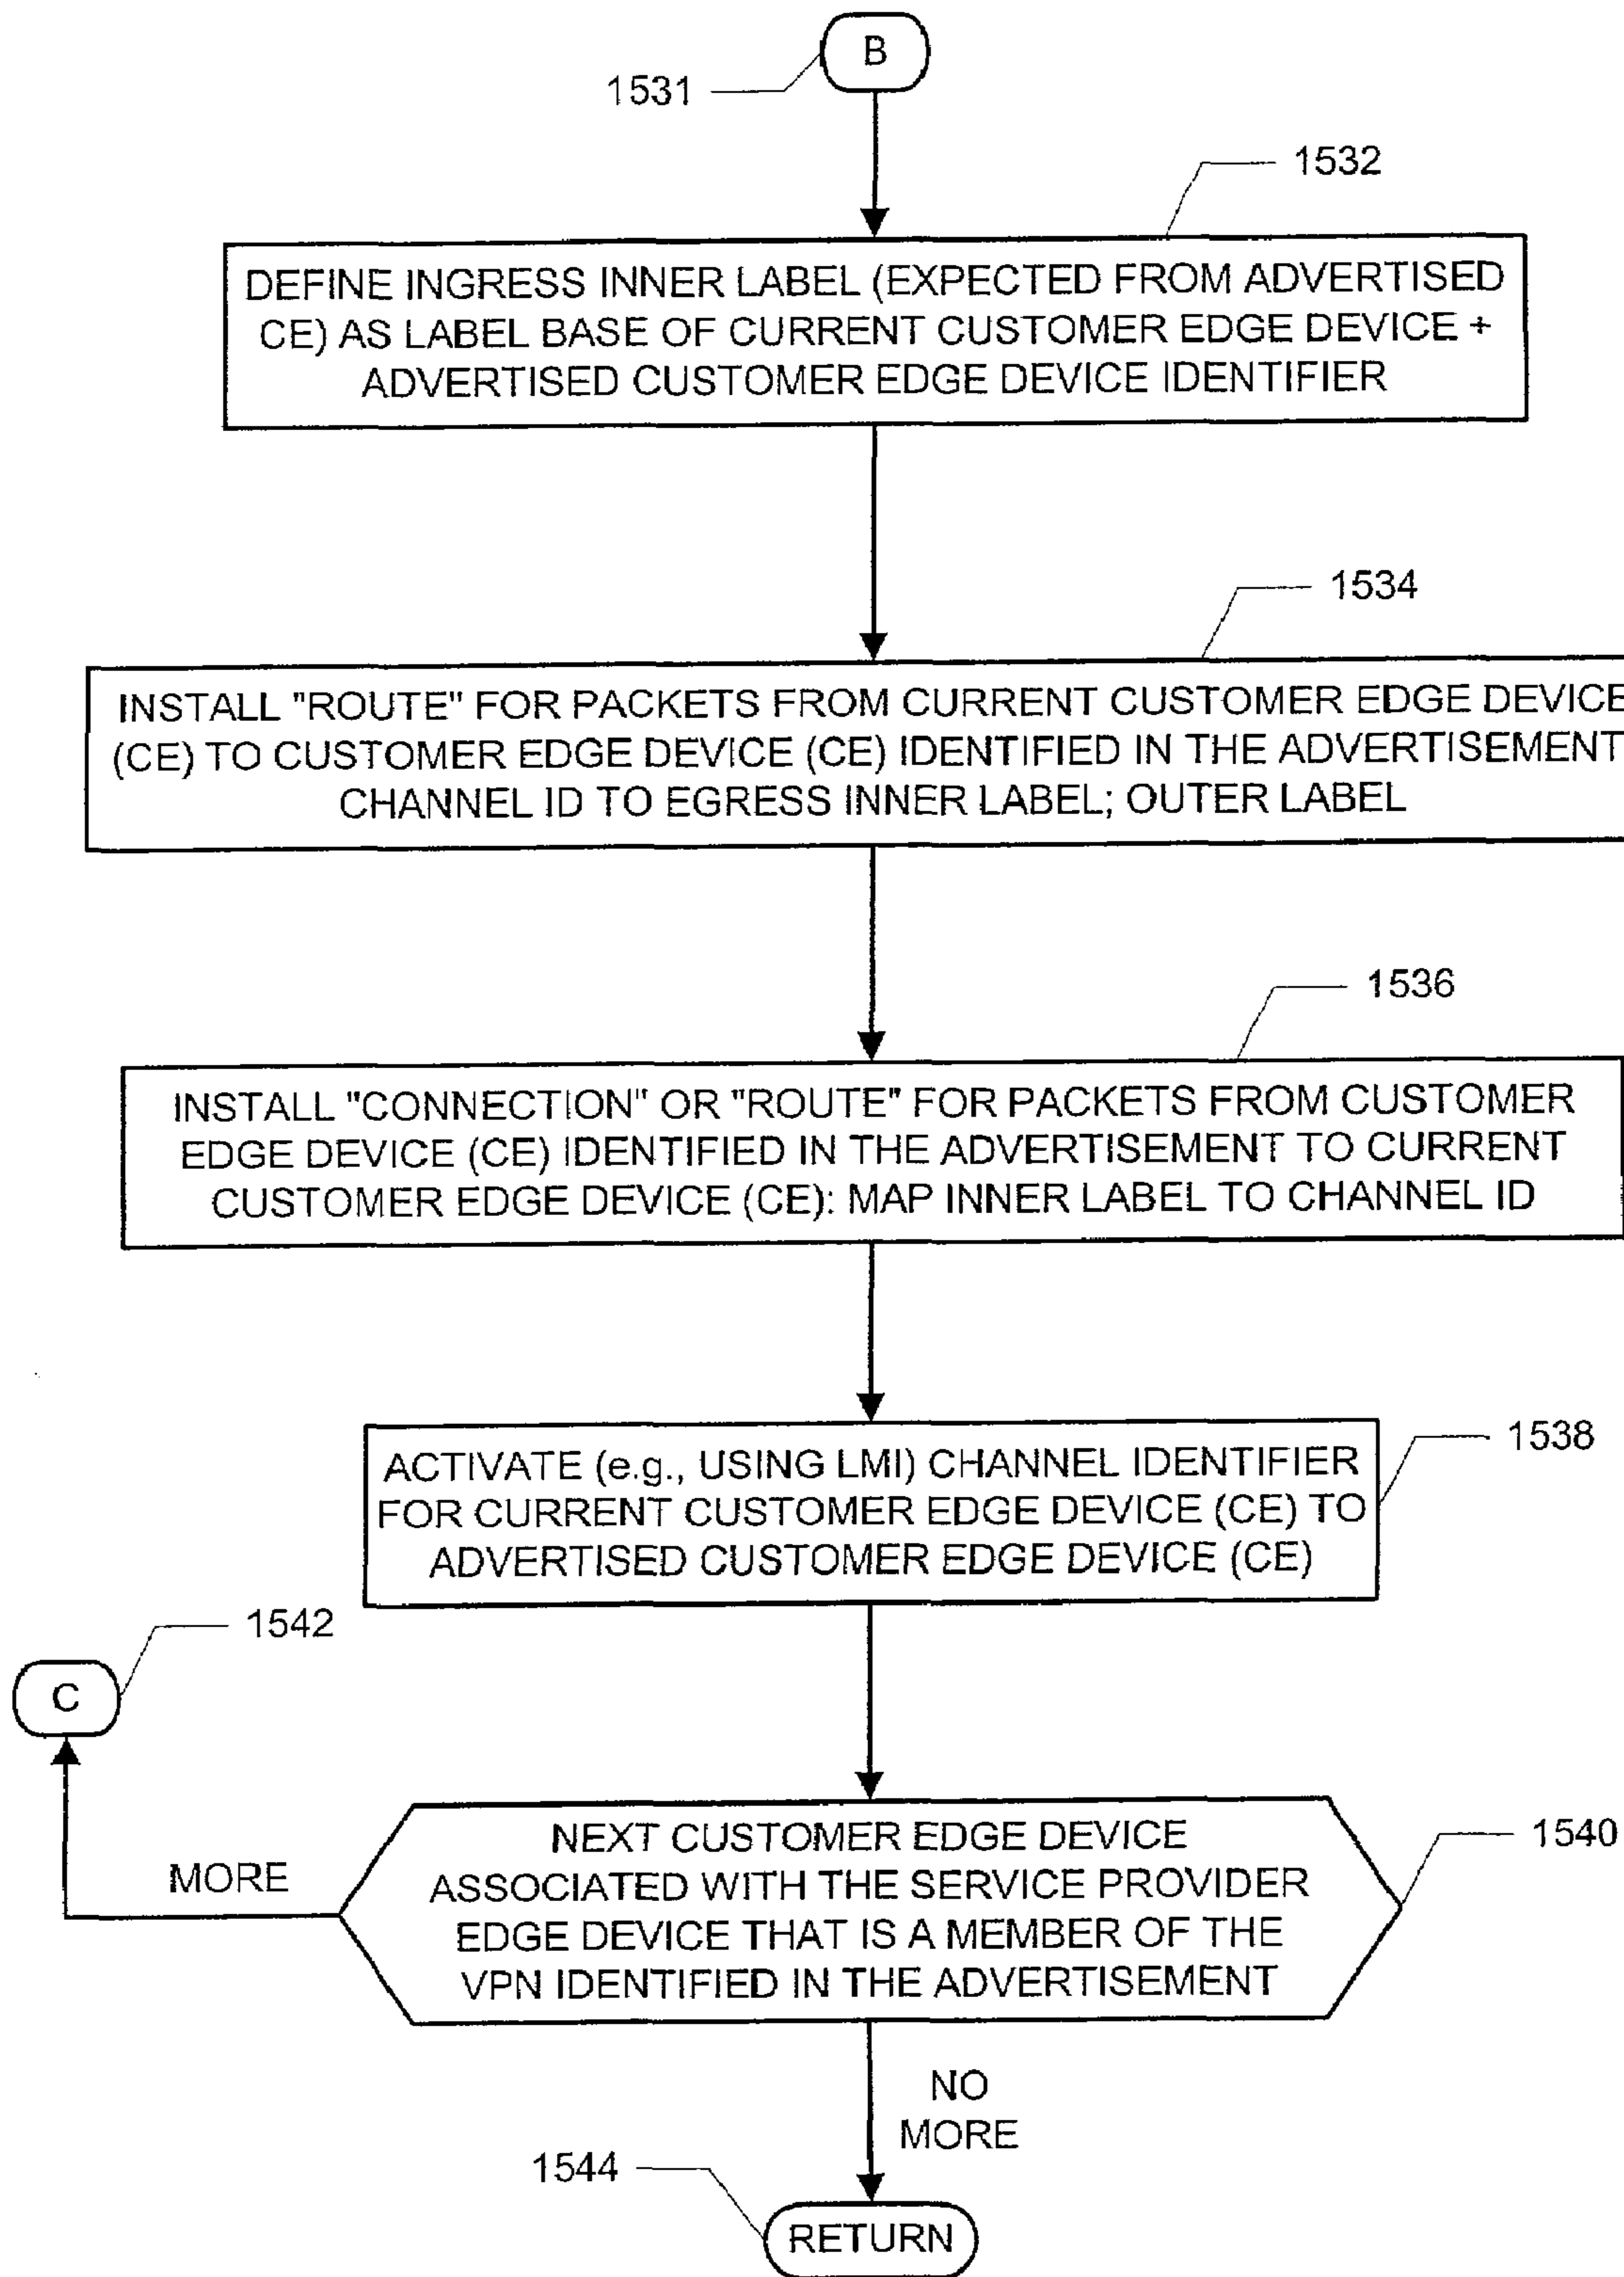 B
1531
1532
DEFINE INGRESS INNER LABEL (EXPECTED FROM ADVERTISED
CE) AS LABEL BASE OF CURRENT CUSTOMER EDGE DEVICE +
ADVERTISED CUSTOMER EDGE DEVICE IDENTIFIER
1534
INSTALL "ROUTE" FOR PACKETS FROM CURRENT CUSTOMER EDGE DEVICE
(CE) TO CUSTOMER EDGE DEVICE (CE) IDENTIFIED IN THE ADVERTISEMENT
CHANNEL ID TO EGRESS INNER LABEL; OUTER LABEL
1536
INSTALL "CONNECTION" OR "ROUTE" FOR PACKETS FROM CUSTOMER
EDGE DEVICE (CE) IDENTIFIED IN THE ADVERTISEMENT TO CURRENT
CUSTOMER EDGE DEVICE (CE): MAP INNER LABEL TO CHANNEL ID
1538
ACTIVATE (e.g., USING LMI) CHANNEL IDENTIFIER
FOR CURRENT CUSTOMER EDGE DEVICE (CE) TO
ADVERTISED CUSTOMER EDGE DEVICE (CE)
1542
C
1540
NEXT CUSTOMER EDGE DEVICE
ASSOCIATED WITH THE SERVICE PROVIDER
EDGE DEVICE THAT IS A MEMBER OF THE
VPN IDENTIFIED IN THE ADVERTISEMENT
MORE
NO
MORE
1544
RETURN